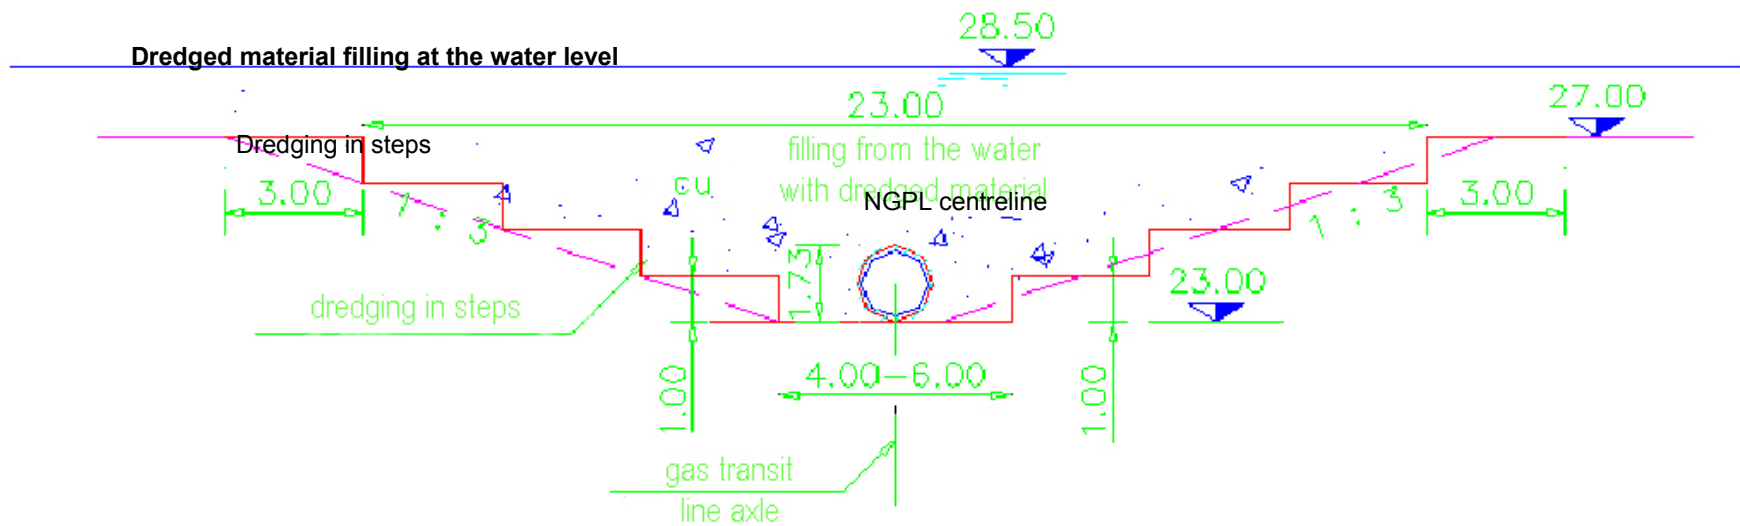 28.50
Dredged material filling at the water level
27.00
23.00
Dredging in steps
filling from the water
with dredged material
cu
NGPL centreline
3.00
1 : 3
1 : 3
3.00
1.73
23.00
dredging in steps
1.00
4.00-6.00
1.00
gas transit
line axle